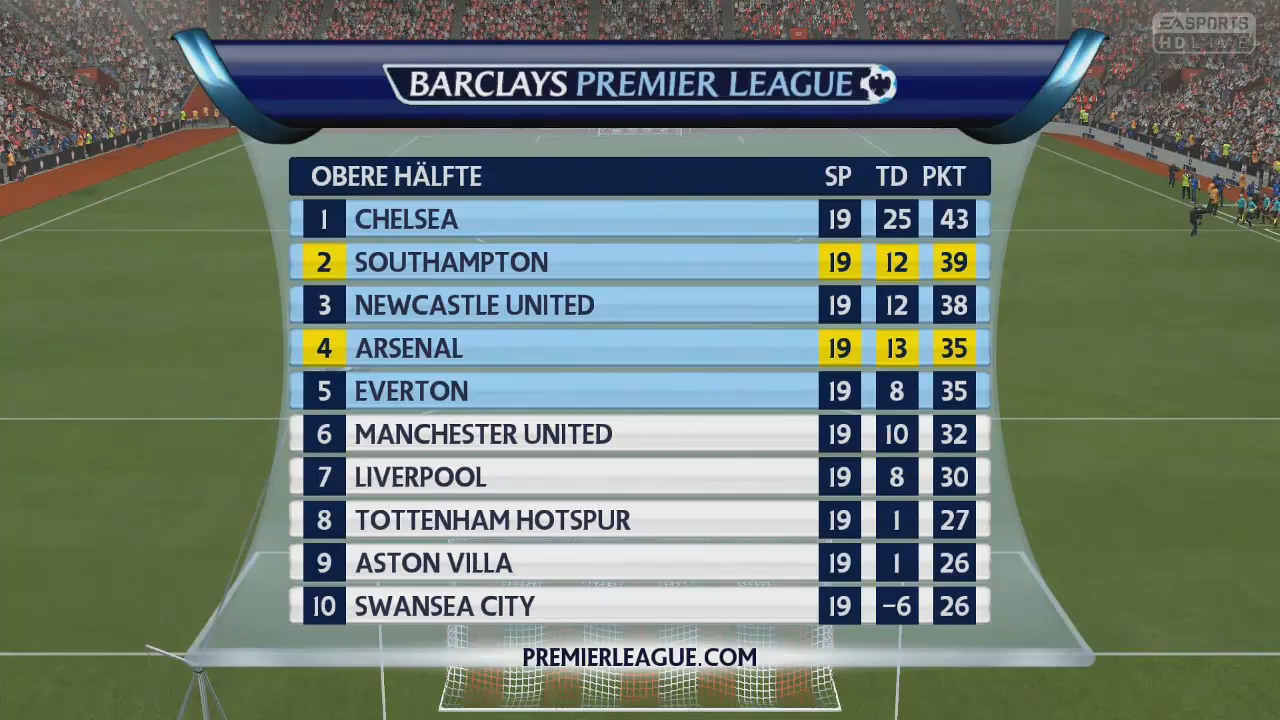 EA SPORTS
HD LIVE
BARCLAYS PREMIER LEAGUE
OBERE HÄLFTE SP TD PKT
1 CHELSEA 19 25 43
2 SOUTHAMPTON 19 12 39
3 NEWCASTLE UNITED 19 12 38
4 ARSENAL 19 13 35
5 EVERTON 19 8 35
6 MANCHESTER UNITED 19 10 32
7 LIVERPOOL 19 8 30
8 TOTTENHAM HOTSPUR 19 1 27
9 ASTON VILLA 19 1 26
10 SWANSEA CITY 19 -6 26
PREMIERLEAGUE.COM